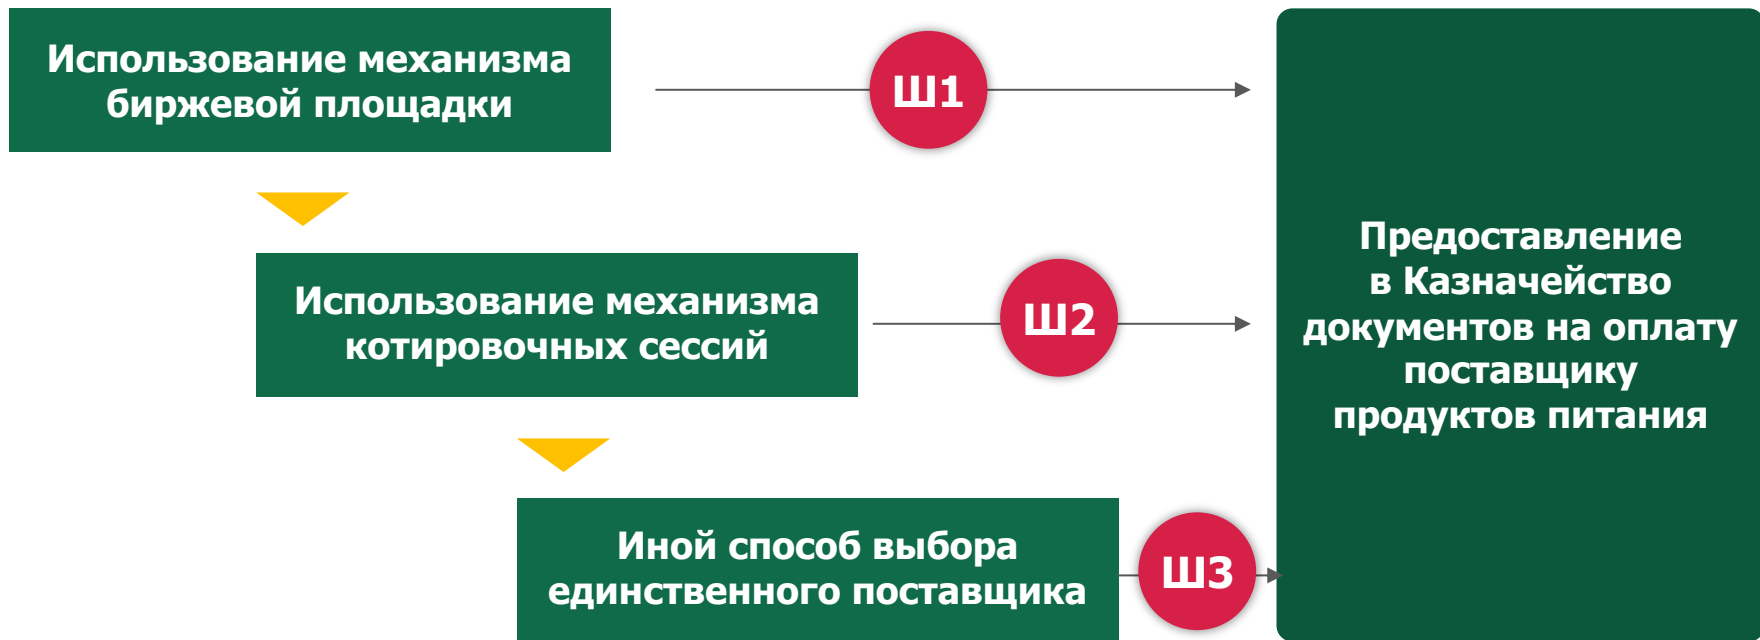 Использование механизма
биржевой площадки
Ш1
Использование механизма
котировочных сессий
Ш2
Иной способ выбора
единственного поставщика
Ш3
Предоставление
в Казначейство
документов на оплату
поставщику
продуктов питания